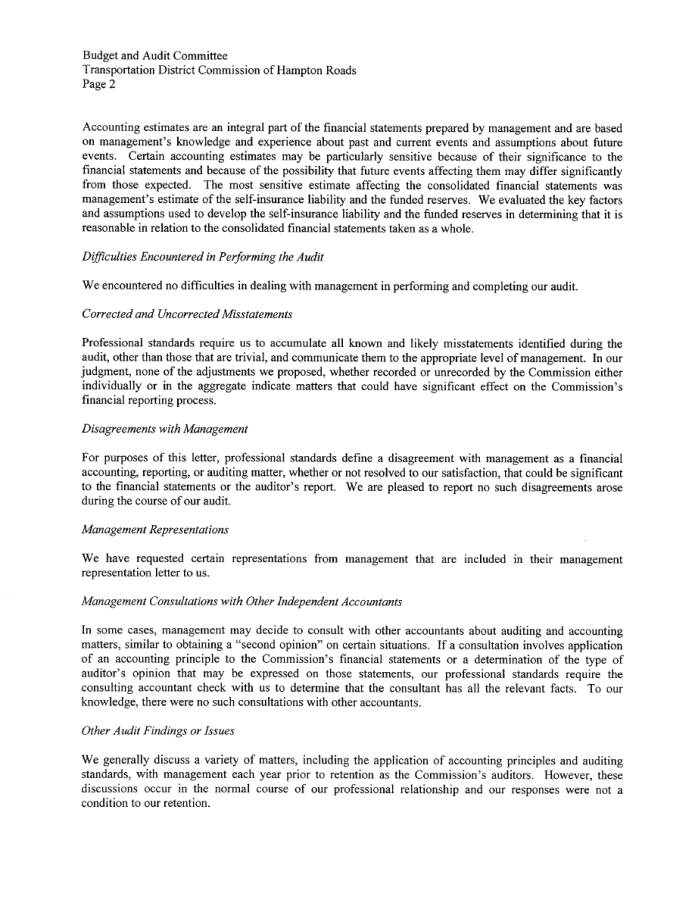 Budget and Audit Committee
Transportation District Commission of Hampton Roads
Page 2
Accounting estimates are an integral part of the financial statements prepared by management and are based
on management's knowledge and experience about past and current events and assumptions about future
events. Certain accounting estimates may be particularly sensitive because of their significance to the
financial statements and because of the possibility that future events affecting them may differ significantly
from those expected. The most sensitive estimate affecting the consolidated financial statements was
management's estimate of the self-insurance liability and the funded reserves. We evaluated the key factors
and assumptions used to develop the self-insurance liability and the funded reserves in determining that it is
reasonable in relation to the consolidated financial statements taken as a whole.
Difficulties Encountered in Performing the Audit
We encountered no difficulties in dealing with management in performing and completing our audit.
Corrected and Uncorrected Misstatements
Professional standards require us to accumulate all known and likely misstatements identified during the
audit, other than those that are trivial, and communicate them to the appropriate level of management. In our
judgment, none of the adjustments we proposed, whether recorded or unrecorded by the Commission either
individually or in the aggregate indicate matters that could have significant effect on the Commission's
financial reporting process.
Disagreements with Management
For purposes of this letter, professional standards define a disagreement with management as a financial
accounting, reporting, or auditing matter, whether or not resolved to our satisfaction, that could be significant
to the financial statements or the auditor's report. We are pleased to report no such disagreements arose
during the course of our audit.
Management Representations
We have requested certain representations from management that are included in their management
representation letter to us.
Management Consultations with Other Independent Accountants
In some cases, management may decide to consult with other accountants about auditing and accounting
matters, similar to obtaining a "second opinion" on certain situations. If a consultation involves application
of an accounting principle to the Commission's financial statements or a determination of the type of
auditor's opinion that may be expressed on those statements, our professional standards require the
consulting accountant check with us to determine that the consultant has all the relevant facts. To our
knowledge, there were no such consultations with other accountants.
Other Audit Findings or Issues
We generally discuss a variety of matters, including the application of accounting principles and auditing
standards, with management each year prior to retention as the Commission's auditors. However, these
discussions occur in the normal course of our professional relationship and our responses were not a
condition to our retention.